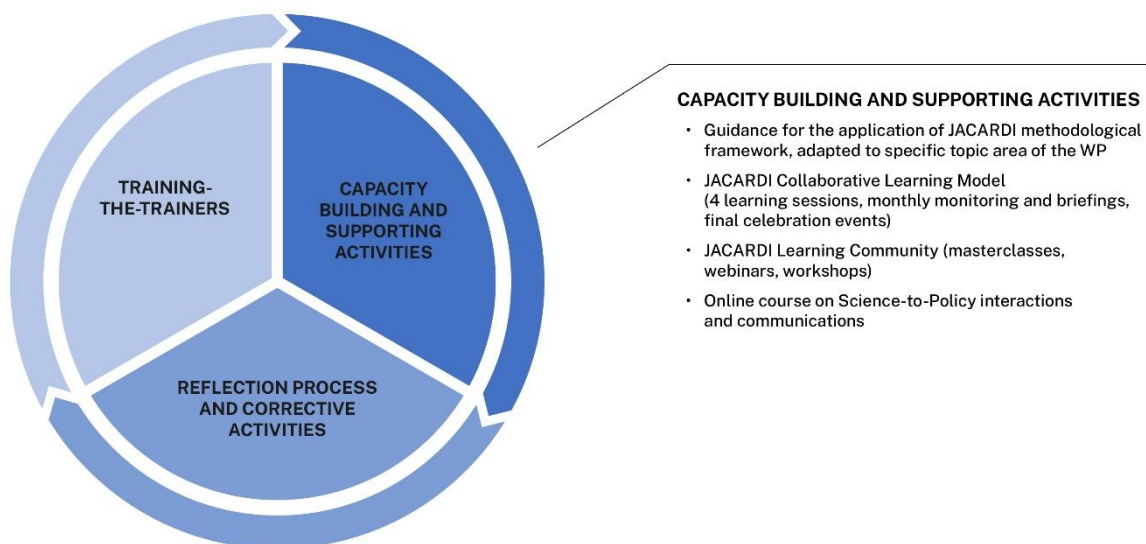 TRAINING-
THE-TRAINERS
CAPACITY
BUILDING AND
SUPPORTING
ACTIVITIES
REFLECTION PROCESS
AND CORRECTIVE
ACTIVITIES
CAPACITY BUILDING AND SUPPORTING ACTIVITIES
• Guidance for the application of JACARDI methodological
framework, adapted to specific topic area of the WP
• JACARDI Collaborative Learning Model
(4 learning sessions, monthly monitoring and briefings,
final celebration events)
• JACARDI Learning Community (masterclasses,
webinars, workshops)
• Online course on Science-to-Policy interactions
and communications